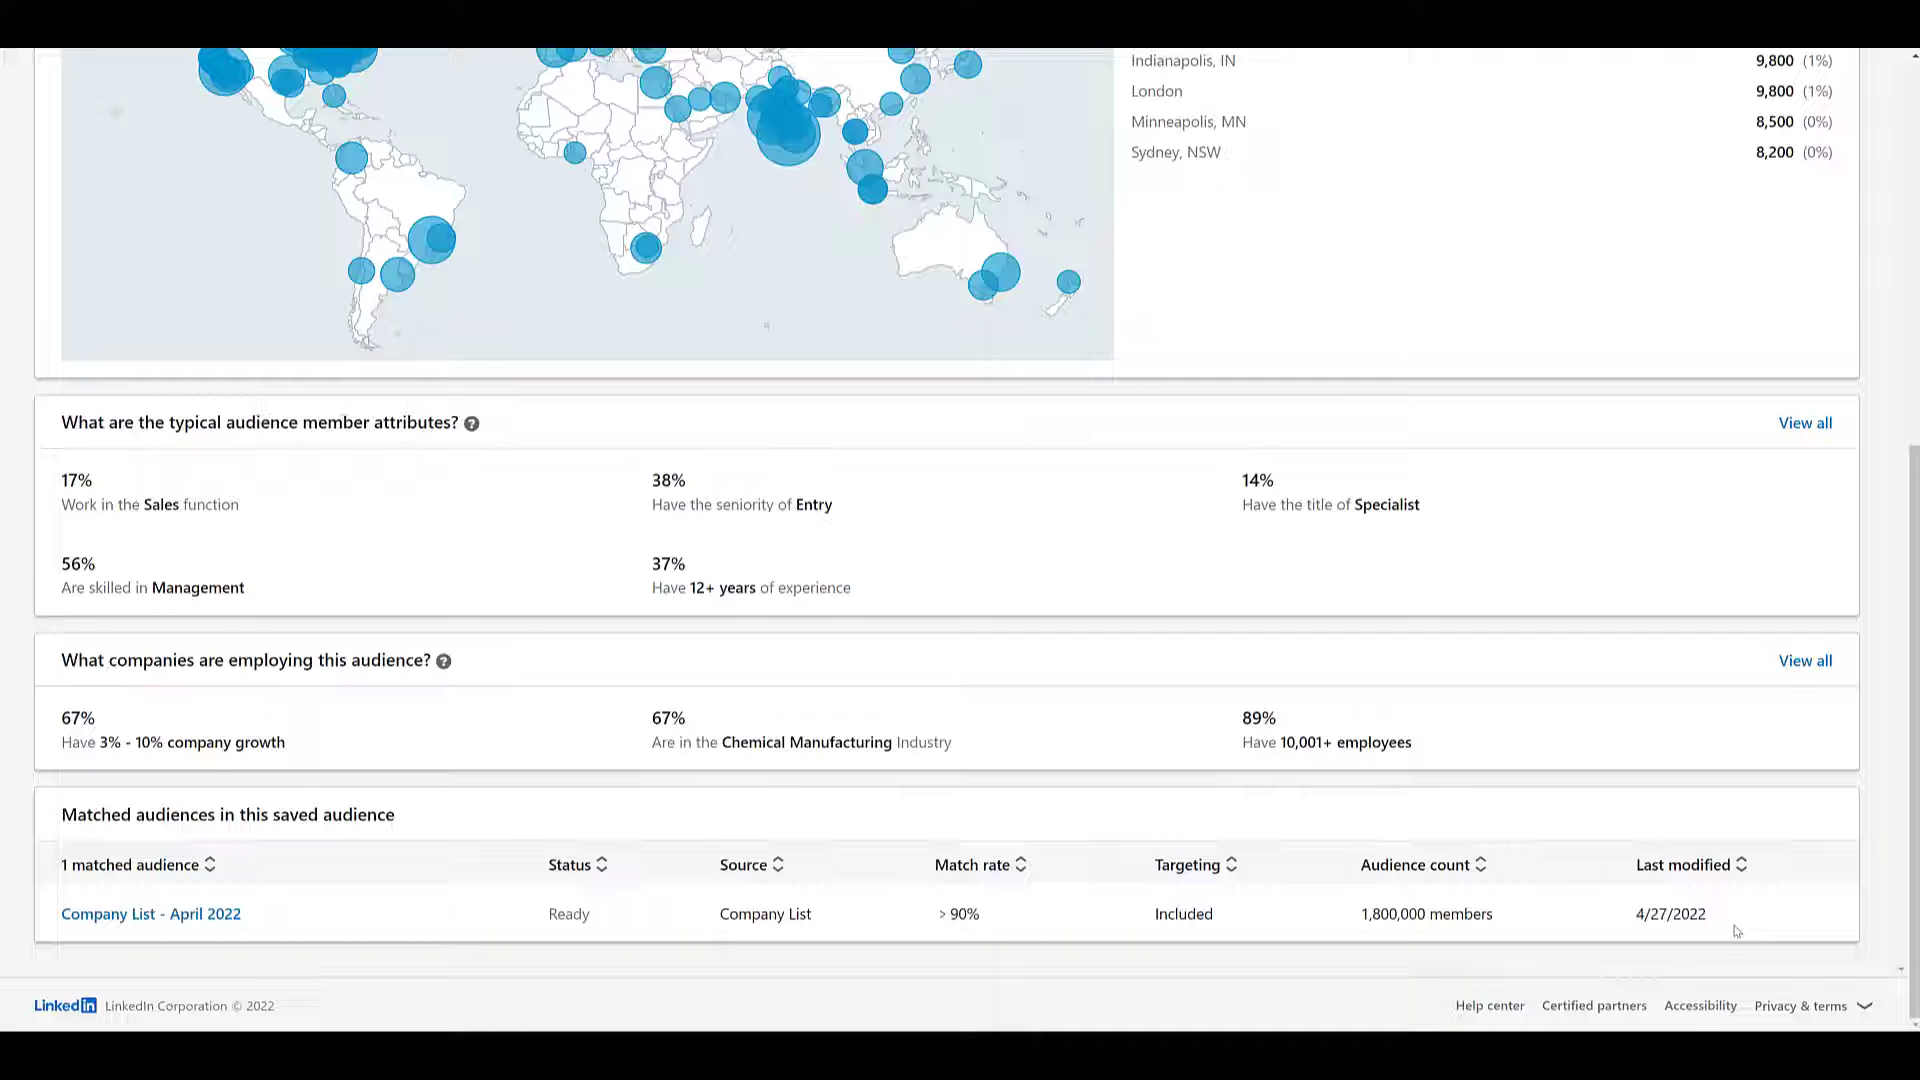 Indianapolis, IN 9,800 (1%)
London 9,800 (1%)
Minneapolis, MN 8,500 (0%)
Sydney, NSW 8,200 (0%)
What are the typical audience member attributes? ? View all
17% 38% 14%
Work in the Sales function Have the seniority of Entry Have the title of Specialist
56% 37%
Are skilled in Management Have 12+ years of experience
What companies are employing this audience? ? View all
67% 67% 89%
Have 3% - 10% company growth Are in the Chemical Manufacturing Industry Have 10,001+ employees
Matched audiences in this saved audience
1 matched audience Status Source Match rate Targeting Audience count Last modified
Company List - April 2022 Ready Company List > 90% Included 1,800,000 members 4/27/2022
LinkedIn LinkedIn Corporation © 2022 Help center Certified partners Accessibility Privacy & terms